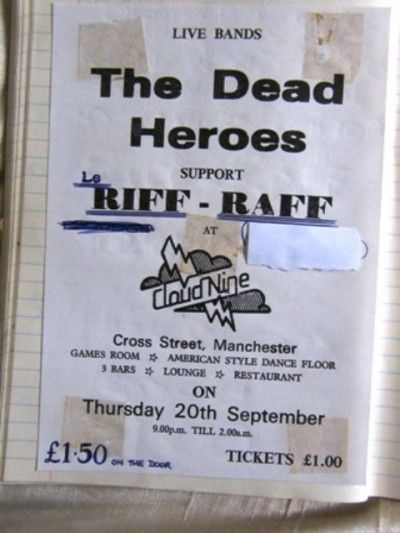 LIVE BANDS
The Dead
Heroes
SUPPORT
Le
RIFF - RAFF
AT
Cloud Nine
Cross Street, Manchester
GAMES ROOM ☆ AMERICAN STYLE DANCE FLOOR
3 BARS ☆ LOUNGE ☆ RESTAURANT
ON
Thursday 20th September
9.00p.m. TILL 2.00a.m.
£1·50 ON THE DOOR
TICKETS £1.00